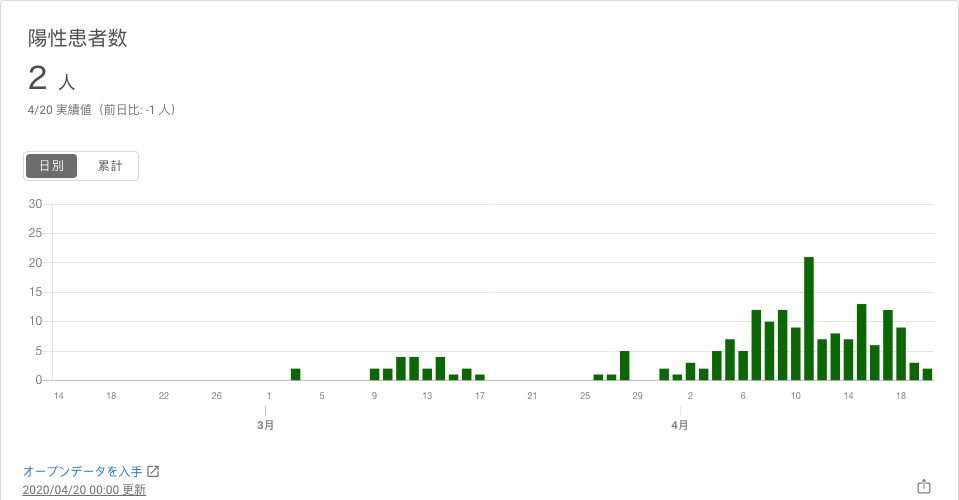 陽性患者数
2 人
4/20 実績値（前日比: -1 人）
日別 累計
30
25
20
15
10
5
0
14 18 22 26 1 5 9 13 17 21 25 29 2 6 10 14 18
3月 4月
オープンデータを入手
2020/04/20 00:00 更新